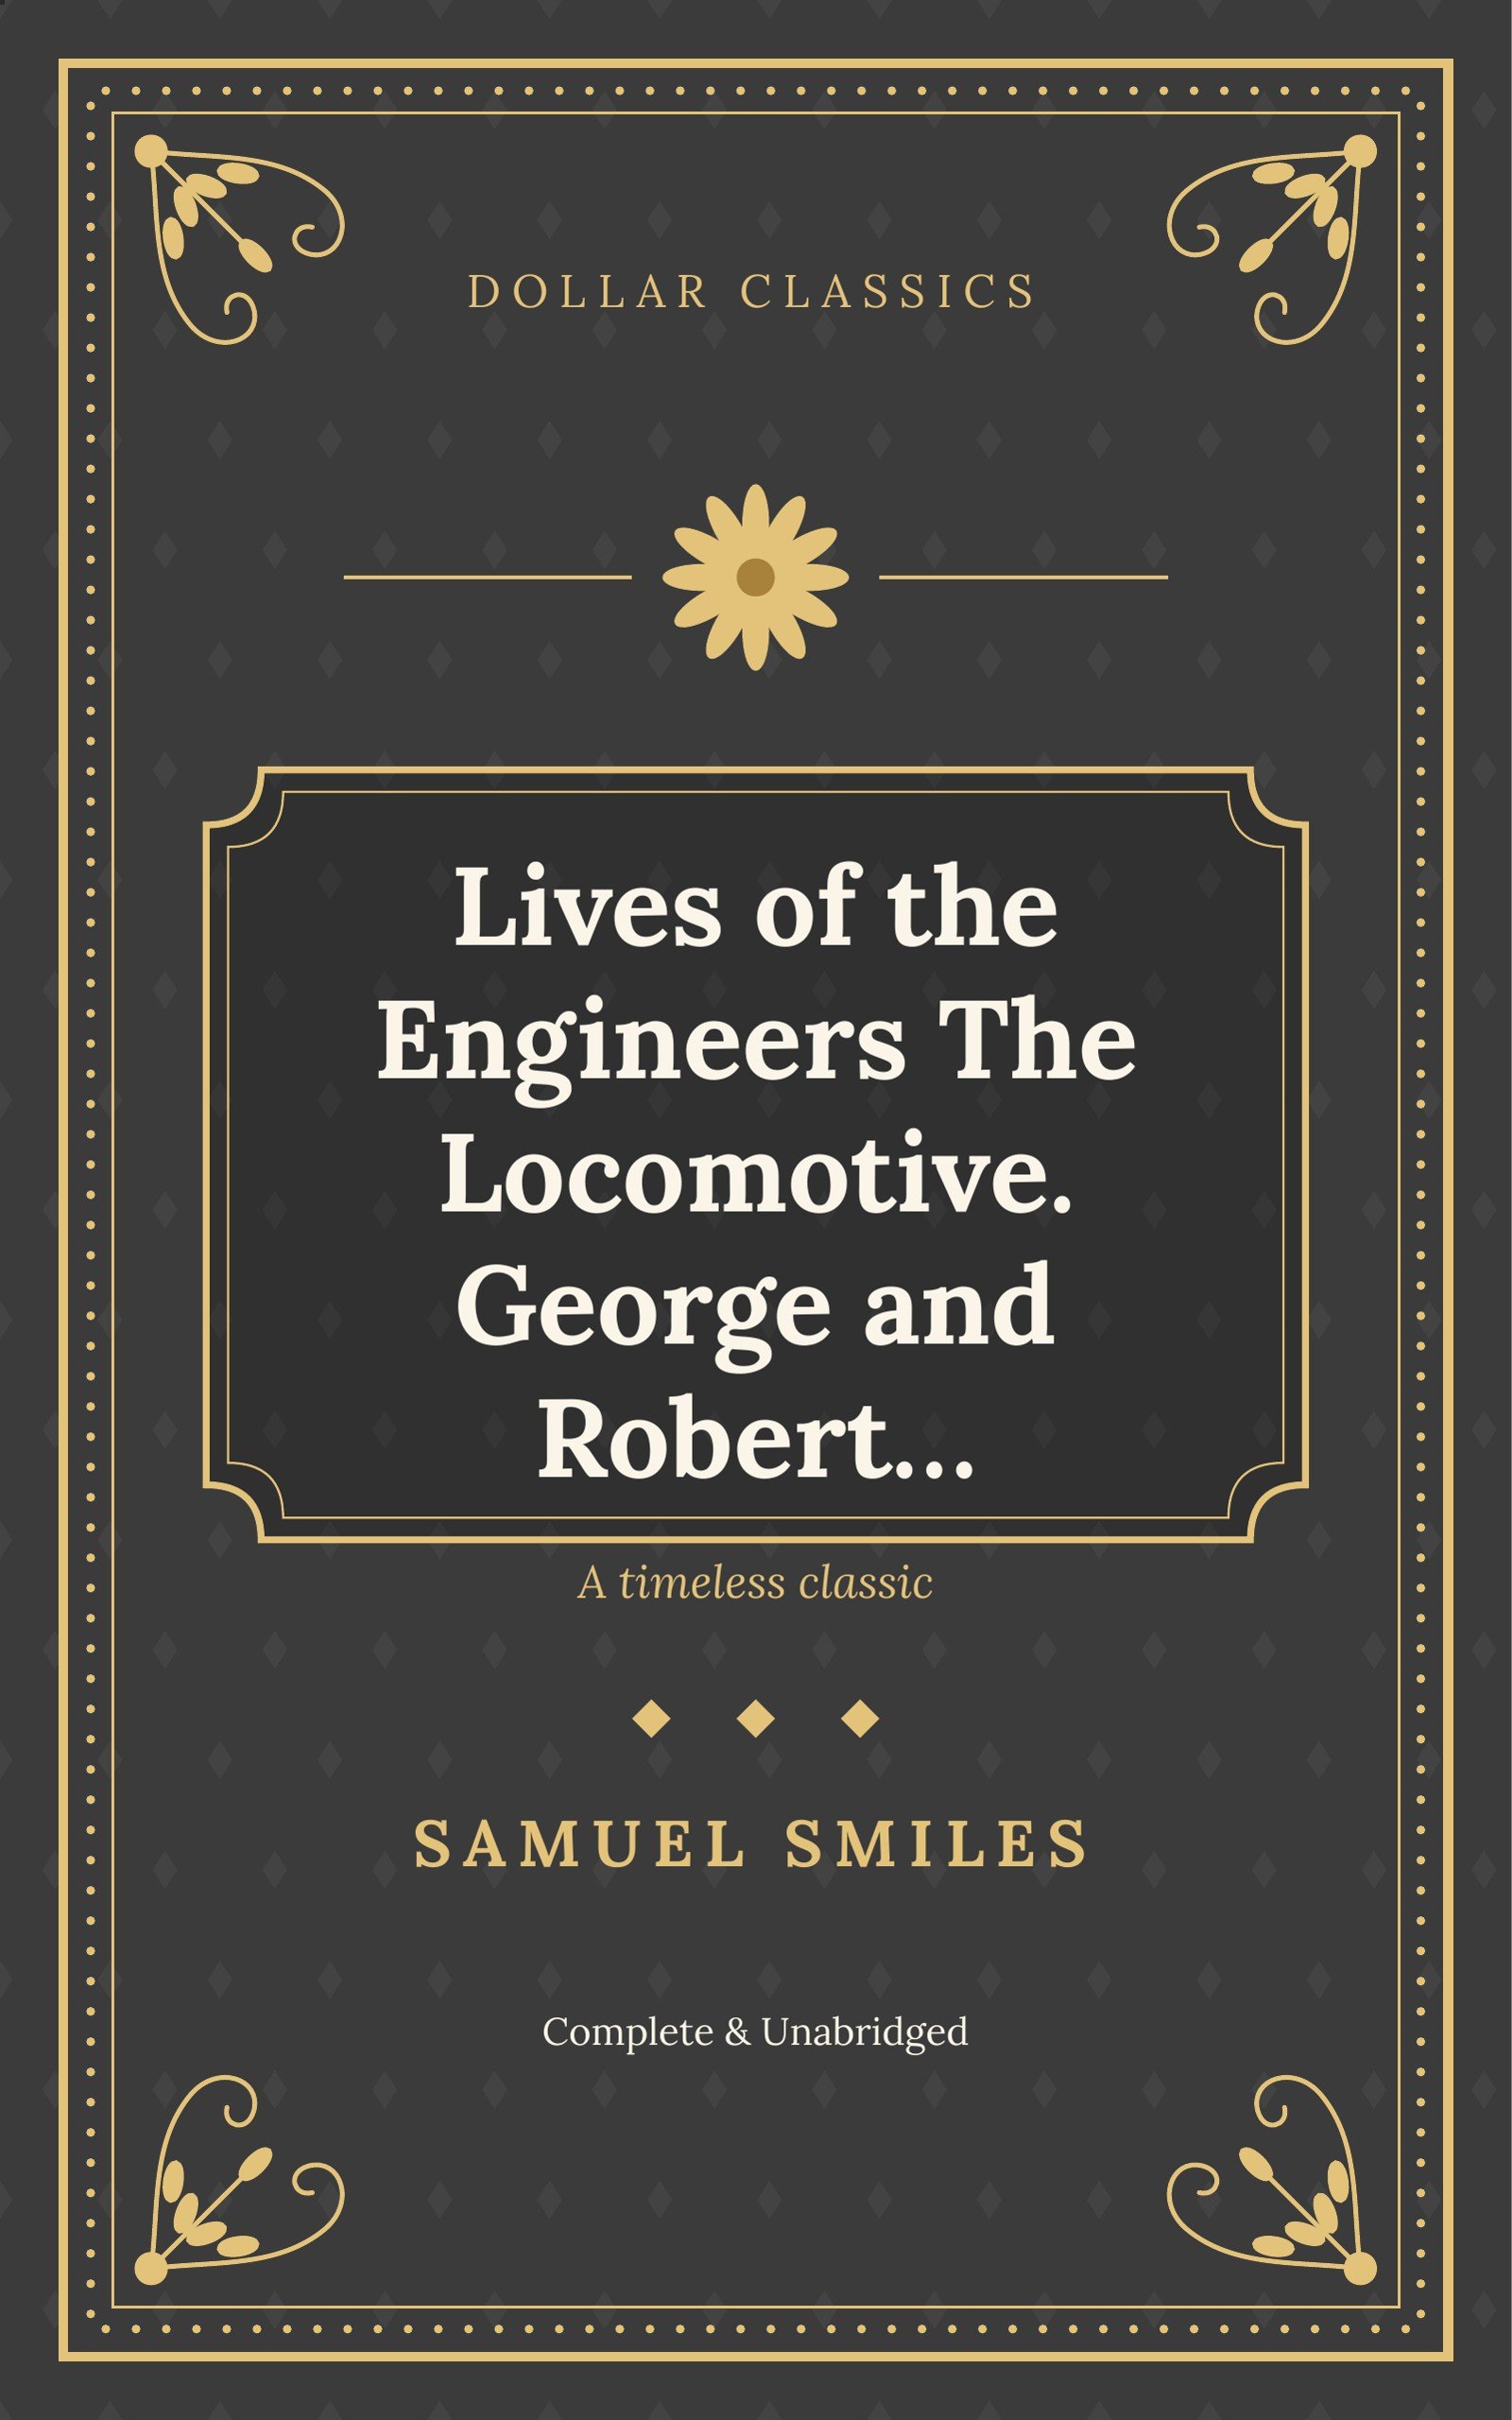 DOLLAR CLASSICS
Lives of the
Engineers The
Locomotive.
George and
Robert...
A timeless classic
SAMUEL SMILES
Complete & Unabridged